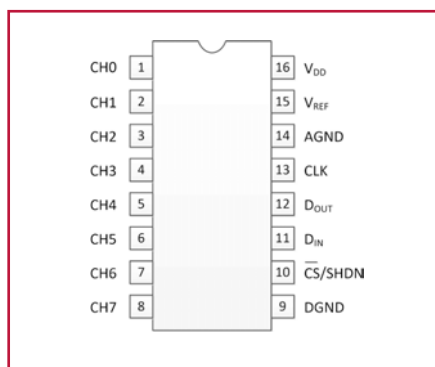 CH0 1 16 VDD
CH1 2 15 VREF
CH2 3 14 AGND
CH3 4 13 CLK
CH4 5 12 DOUT
CH5 6 11 DIN
CH6 7 10 C̅S̅/SHDN
CH7 8 9 DGND